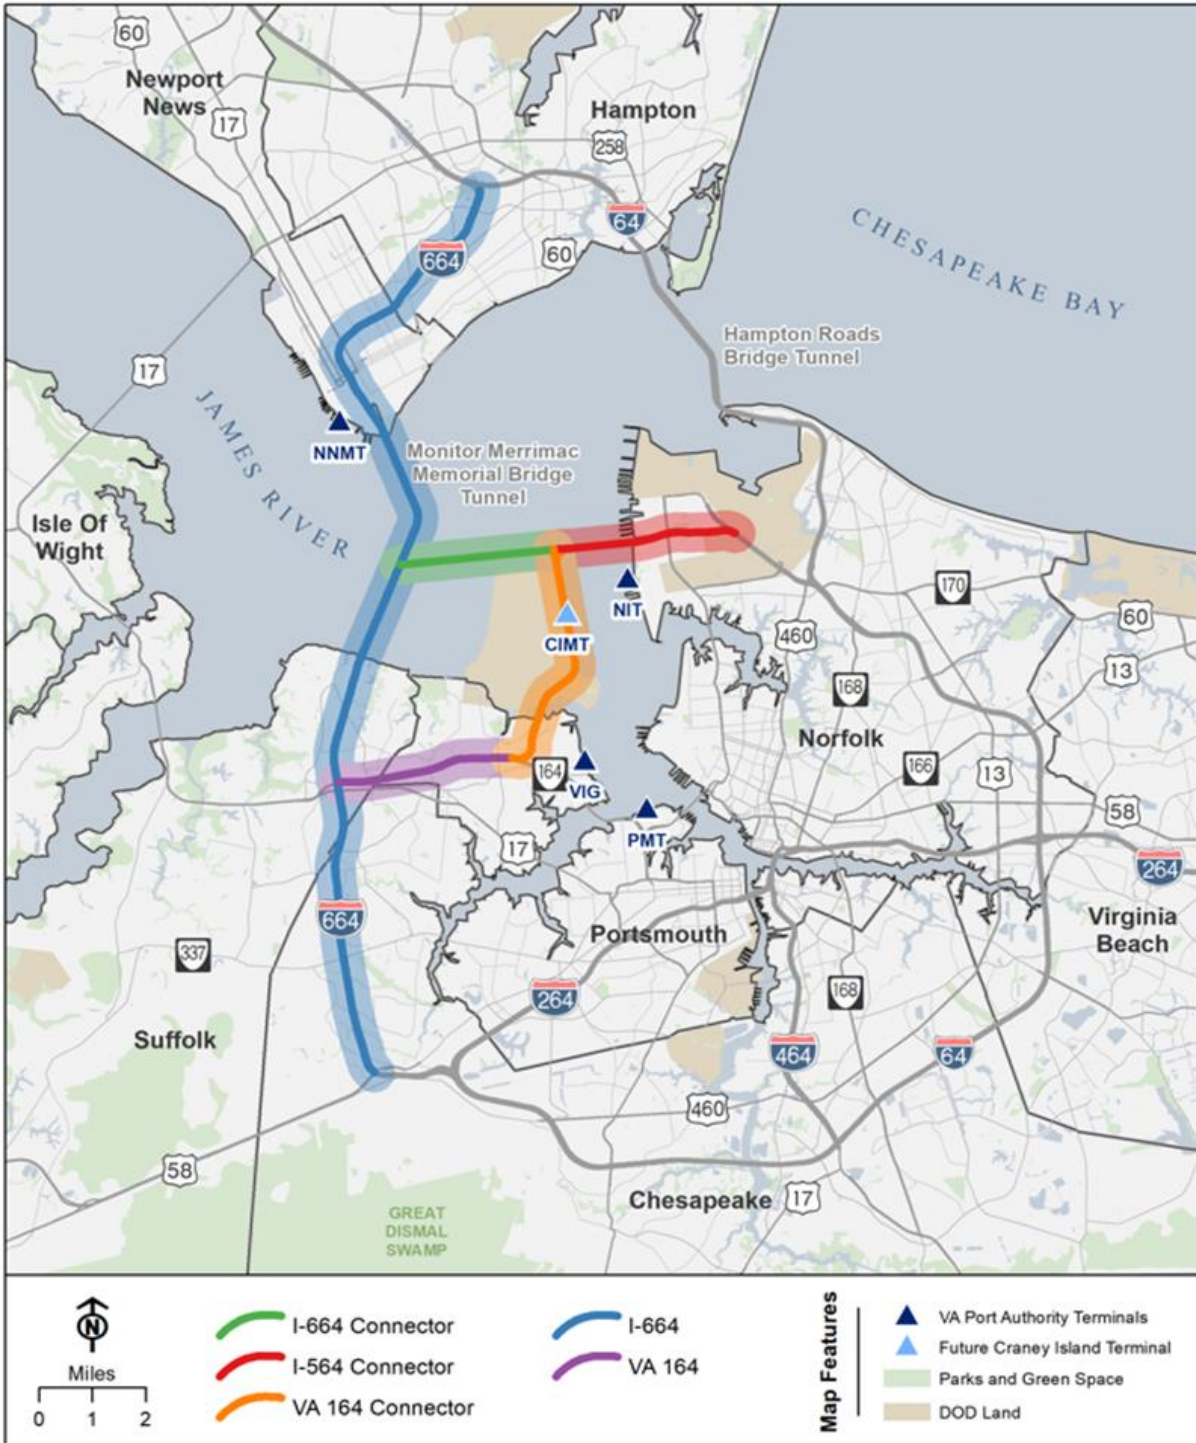 60
Newport
News
17
Hampton
258
64
60
664
CHESAPEAKE BAY
Hampton Roads
Bridge Tunnel
17
JAMES RIVER
NNMT
Monitor Merrimac
Memorial Bridge
Tunnel
Isle Of
Wight
NIT
170
60
CIMT
460
13
168
Norfolk
164
VIG
166
13
58
PMT
17
264
664
Portsmouth
Virginia
Beach
337
264
168
Suffolk
464
64
460
58
Chesapeake
17
GREAT
DISMAL
SWAMP
N
Miles
0 1 2
I-664 Connector
I-564 Connector
VA 164 Connector
I-664
VA 164
Map Features
VA Port Authority Terminals
Future Craney Island Terminal
Parks and Green Space
DOD Land